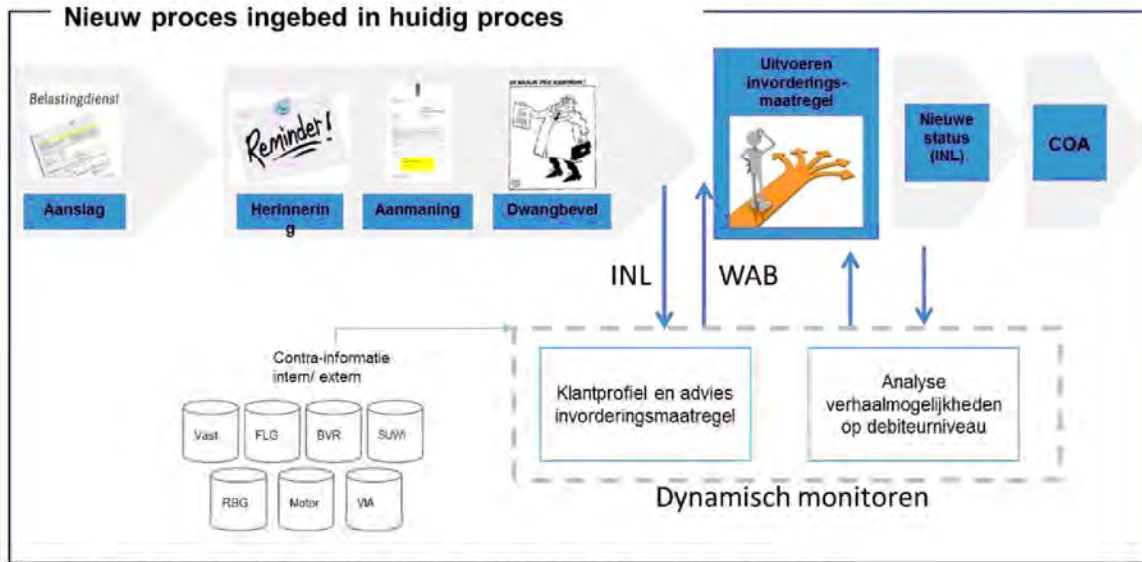 Nieuw proces ingebed in huidig proces
Belastingdienst
Aanslag
Reminder!
Herinnerin
g
Aanmaning
Dwangbevel
Uitvoeren
invorderings-
maatregel
Nieuwe
status
(INL)
COA
INL
WAB
Contra-informatie
intern/ extern
Vast
FLG
BVR
SUWI
RBG
Motor
VIA
Klantprofiel en advies
invorderingsmaatregel
Analyse
verhaalmogelijkheden
op debiteurniveau
Dynamisch monitoren